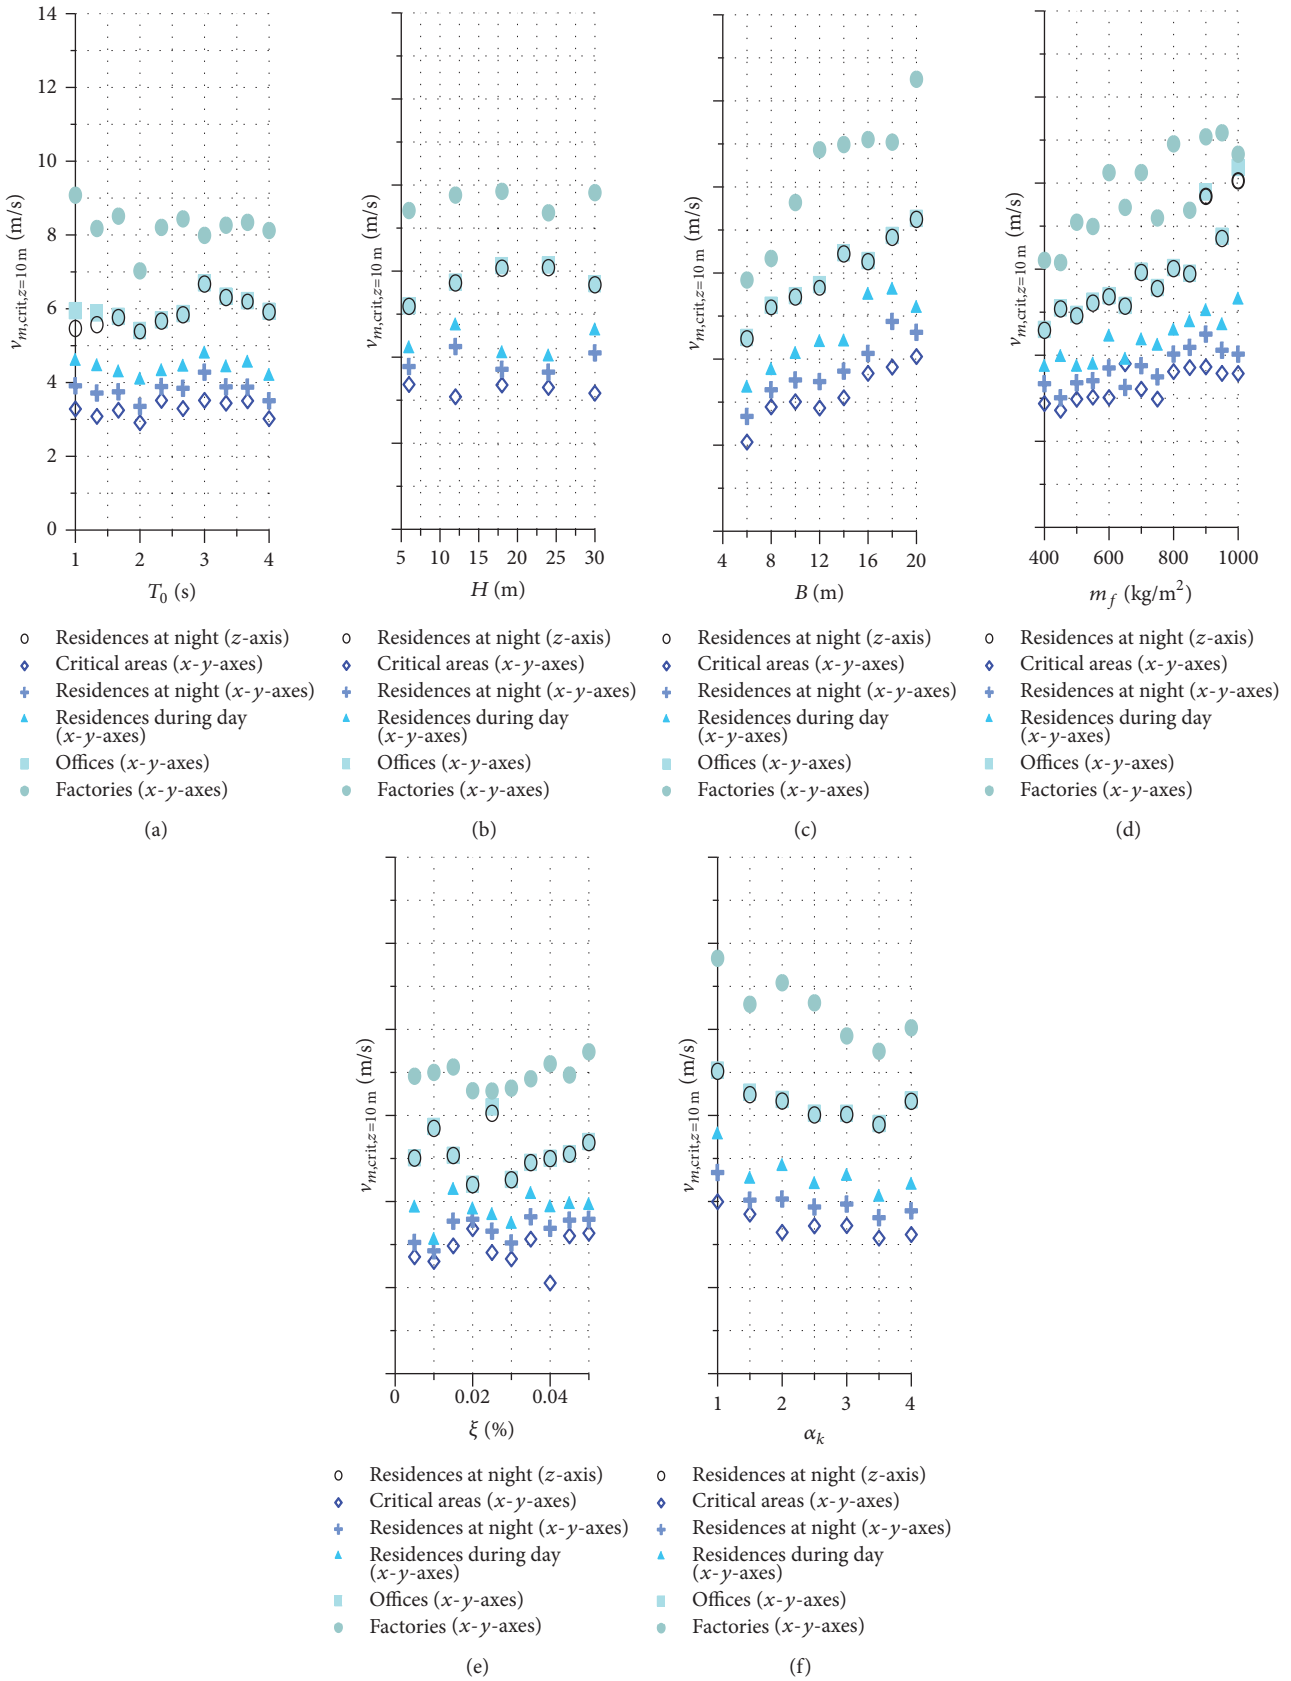 14
12
10
8
6
4
2
0
v_{m,crit,z=10 m} (m/s)
1 2 3 4
T_0 (s)
Residences at night (z-axis)
Critical areas (x-y-axes)
Residences at night (x-y-axes)
Residences during day
(x-y-axes)
Offices (x-y-axes)
Factories (x-y-axes)
(a)
v_{m,crit,z=10 m} (m/s)
5 10 15 20 25 30
H (m)
Residences at night (z-axis)
Critical areas (x-y-axes)
Residences at night (x-y-axes)
Residences during day
(x-y-axes)
Offices (x-y-axes)
Factories (x-y-axes)
(b)
v_{m,crit,z=10 m} (m/s)
4 8 12 16 20
B (m)
Residences at night (z-axis)
Critical areas (x-y-axes)
Residences at night (x-y-axes)
Residences during day
(x-y-axes)
Offices (x-y-axes)
Factories (x-y-axes)
(c)
v_{m,crit,z=10 m} (m/s)
400 600 800 1000
m_f (kg/m²)
Residences at night (z-axis)
Critical areas (x-y-axes)
Residences at night (x-y-axes)
Residences during day
(x-y-axes)
Offices (x-y-axes)
Factories (x-y-axes)
(d)
v_{m,crit,z=10 m} (m/s)
0 0.02 0.04
ξ (%)
Residences at night (z-axis)
Critical areas (x-y-axes)
Residences at night (x-y-axes)
Residences during day
(x-y-axes)
Offices (x-y-axes)
Factories (x-y-axes)
(e)
v_{m,crit,z=10 m} (m/s)
1 2 3 4
α_k
Residences at night (z-axis)
Critical areas (x-y-axes)
Residences at night (x-y-axes)
Residences during day
(x-y-axes)
Offices (x-y-axes)
Factories (x-y-axes)
(f)